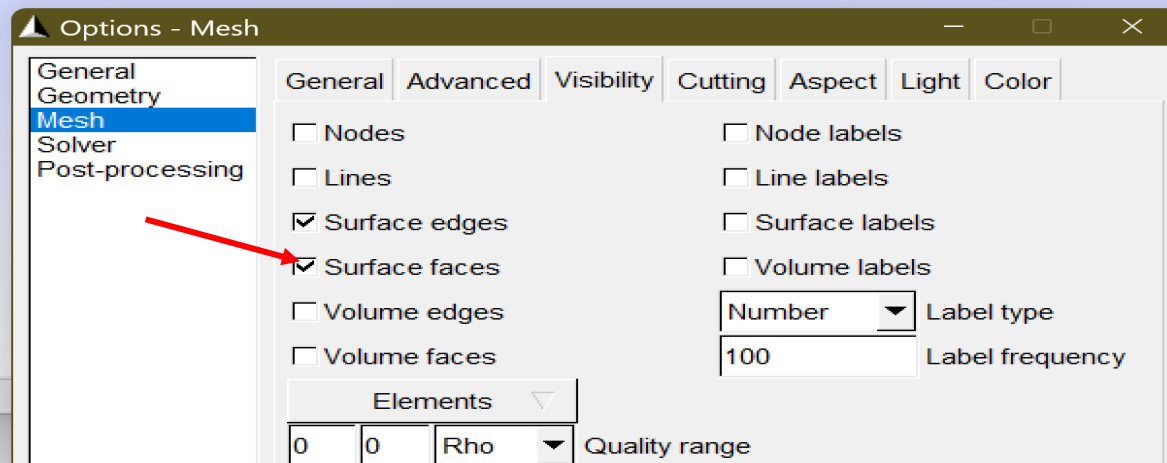 Options - Mesh
General
Geometry
Mesh
Solver
Post-processing
General Advanced Visibility Cutting Aspect Light Color
Nodes
Node labels
Lines
Line labels
Surface edges
Surface labels
Surface faces
Volume labels
Volume edges
Number Label type
Volume faces
100 Label frequency
Elements
0 0 Rho Quality range